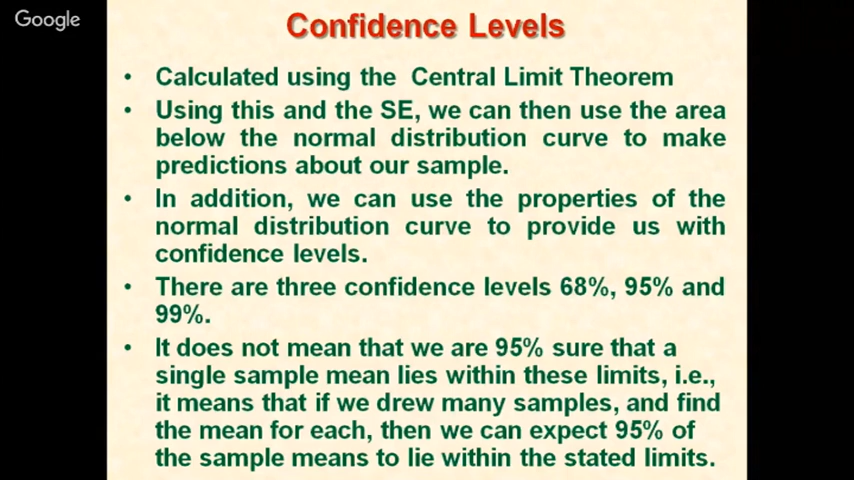 Google
Confidence Levels
• Calculated using the Central Limit Theorem
• Using this and the SE, we can then use the area
below the normal distribution curve to make
predictions about our sample.
• In addition, we can use the properties of the
normal distribution curve to provide us with
confidence levels.
• There are three confidence levels 68%, 95% and
99%.
• It does not mean that we are 95% sure that a
single sample mean lies within these limits, i.e.,
it means that if we drew many samples, and find
the mean for each, then we can expect 95% of
the sample means to lie within the stated limits.